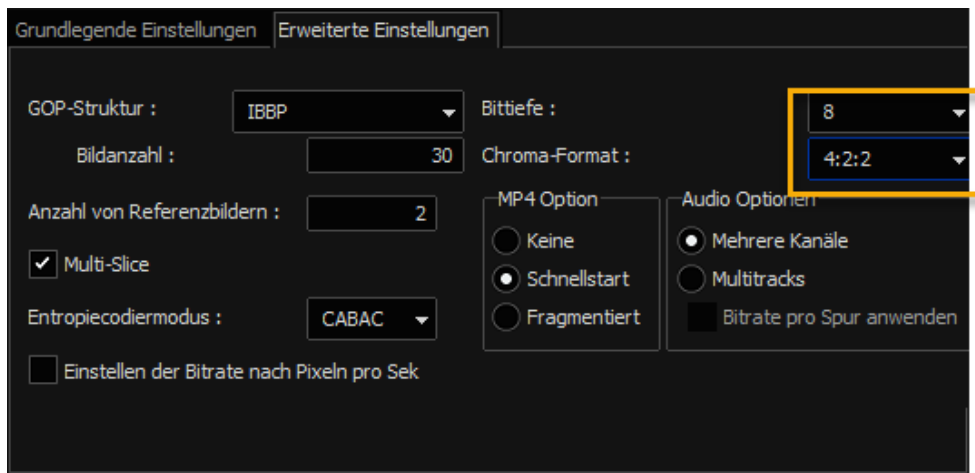 Grundlegende Einstellungen
Erweiterte Einstellungen
GOP-Struktur :
IBBP
Bittiefe :
8
Bildanzahl :
30
Chroma-Format :
4:2:2
Anzahl von Referenzbildern :
2
Multi-Slice
Entropiecodiermodus :
CABAC
Einstellen der Bitrate nach Pixeln pro Sek
MP4 Option
Keine
Schnellstart
Fragmentiert
Audio Optionen
Mehrere Kanäle
Multitracks
Bitrate pro Spur anwenden